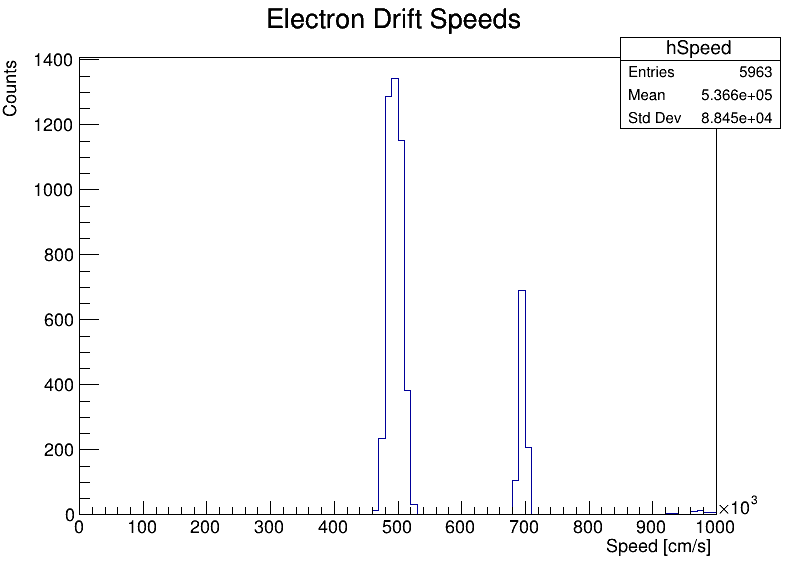 Electron Drift Speeds
hSpeed
Entries 5963
Mean 5.366e+05
Std Dev 8.845e+04
Counts
1400
1200
1000
800
600
400
200
0
0 100 200 300 400 500 600 700 800 900 1000
×10³
Speed [cm/s]